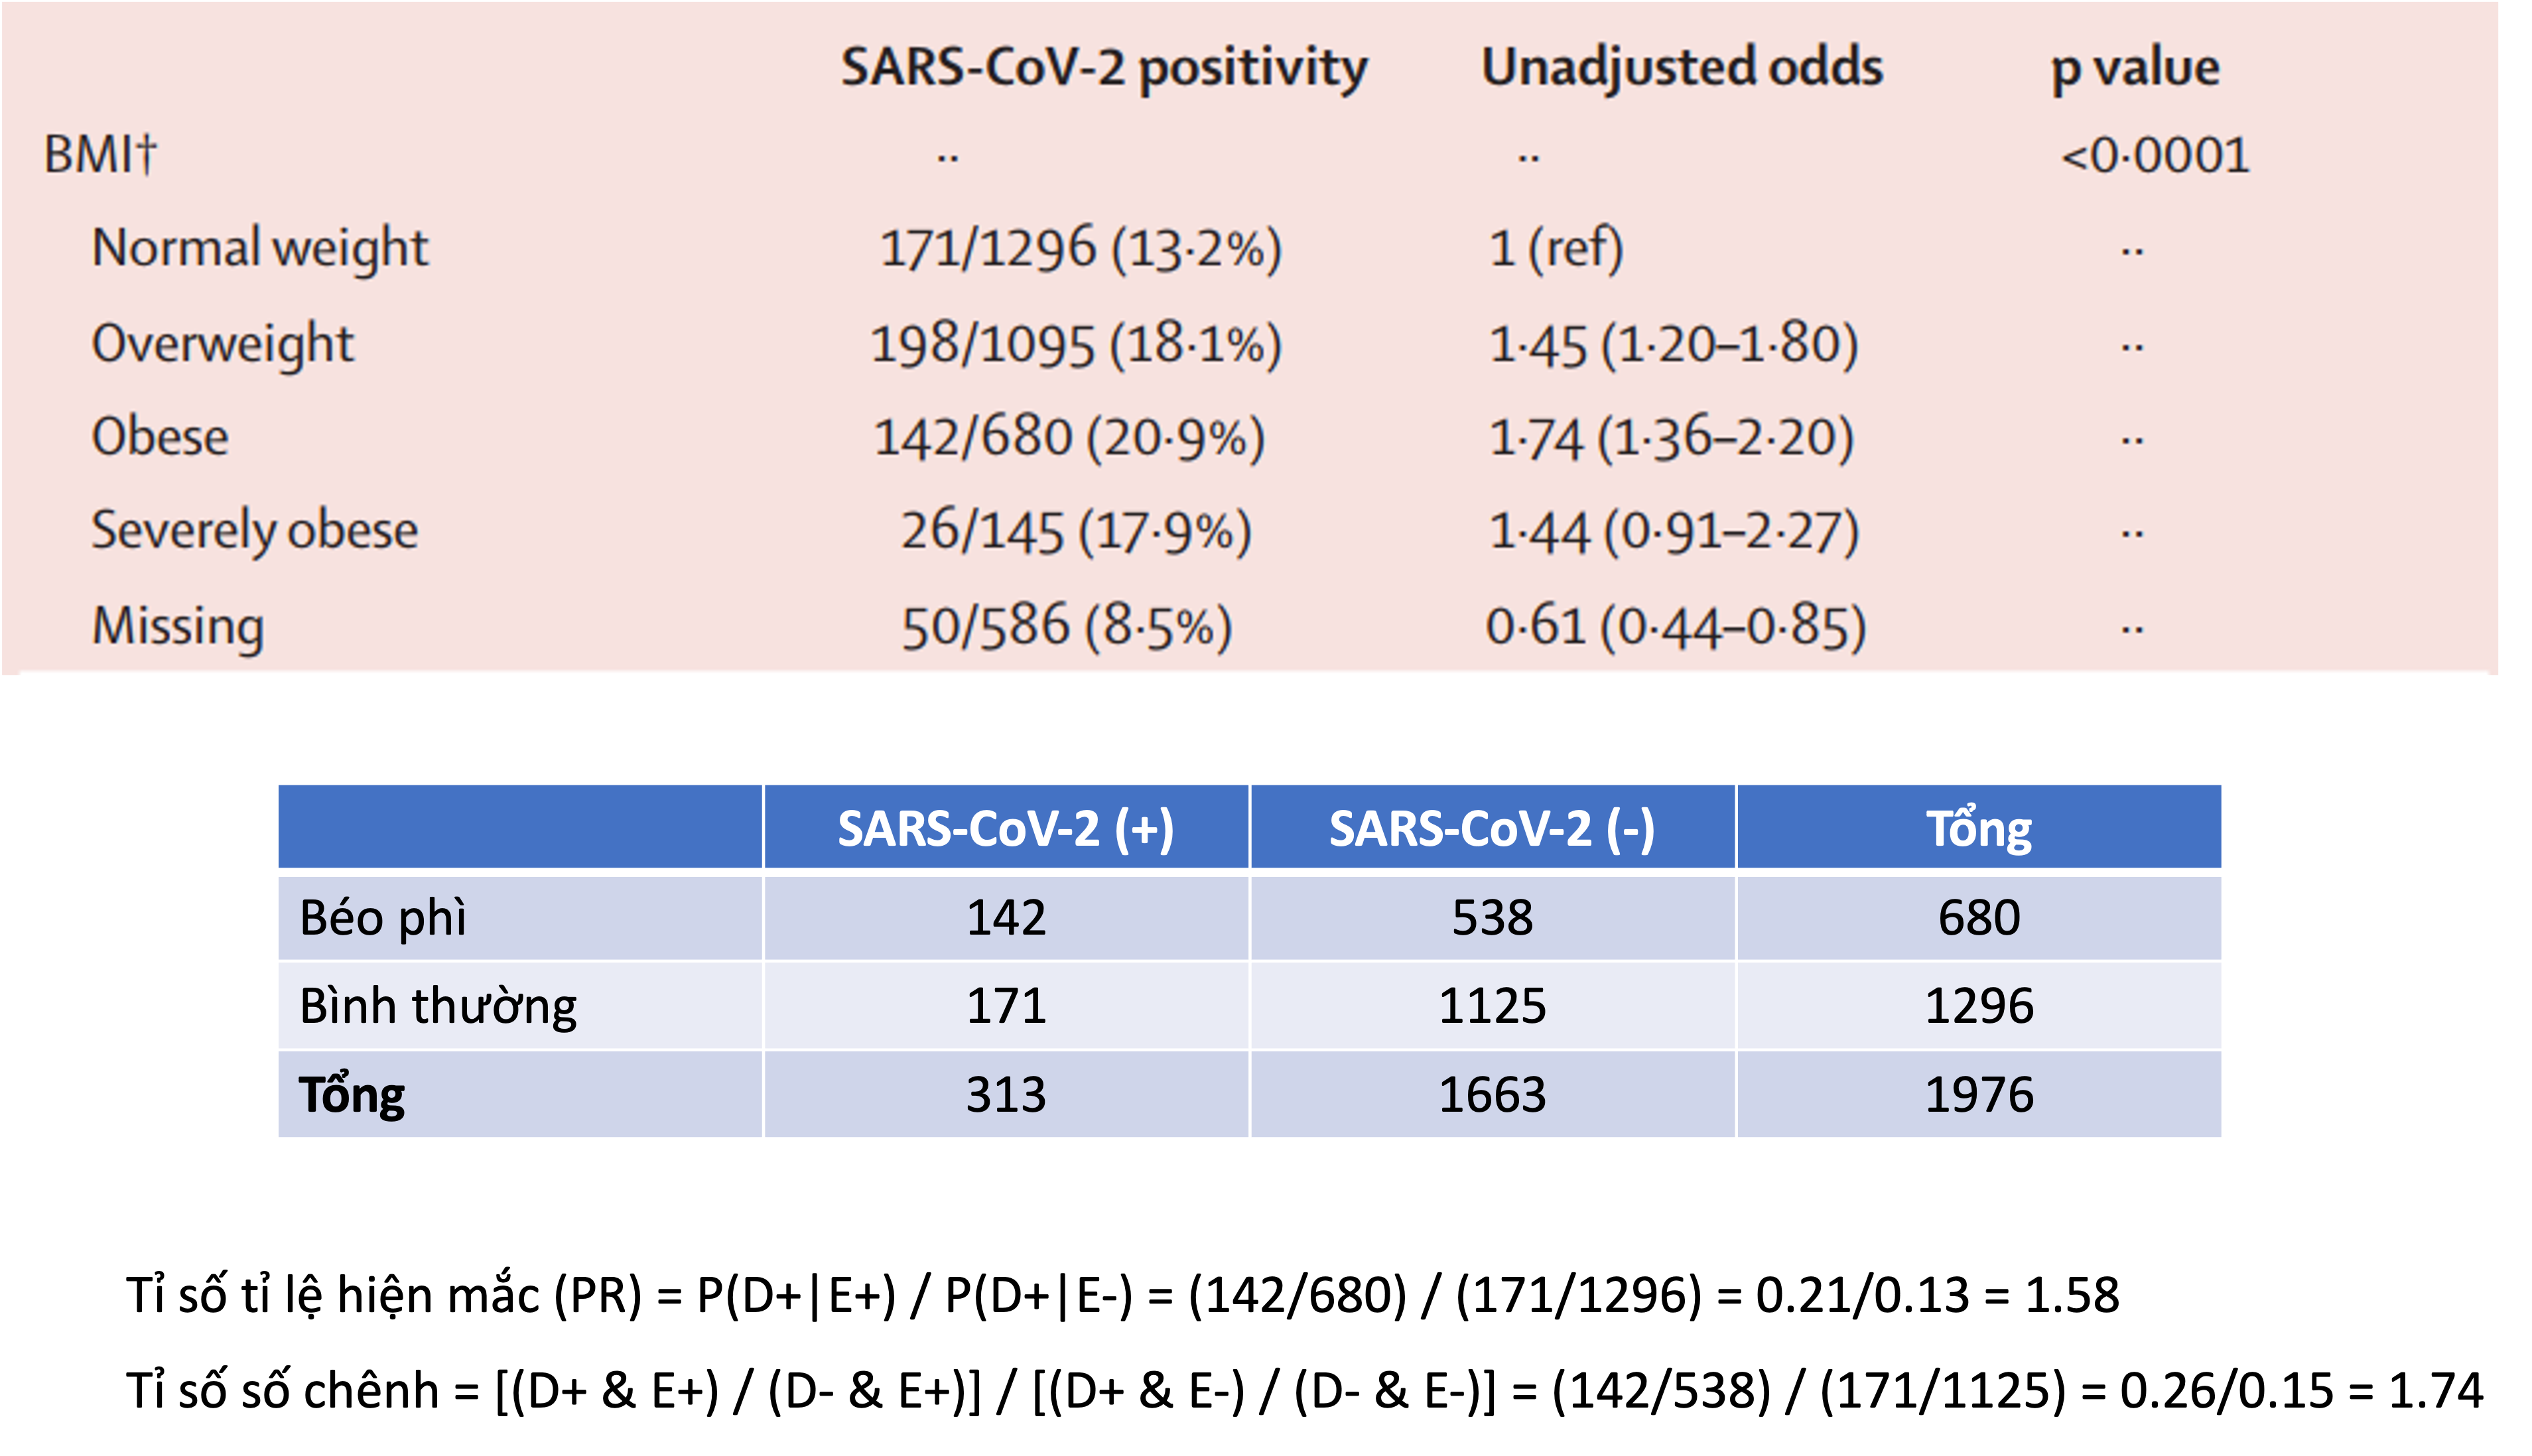 SARS-CoV-2 positivity Unadjusted odds p value
BMI† ·· ·· <0·0001
Normal weight 171/1296 (13·2%) 1 (ref) ··
Overweight 198/1095 (18·1%) 1·45 (1·20–1·80) ··
Obese 142/680 (20·9%) 1·74 (1·36–2·20) ··
Severely obese 26/145 (17·9%) 1·44 (0·91–2·27) ··
Missing 50/586 (8·5%) 0·61 (0·44–0·85) ··
SARS-CoV-2 (+) SARS-CoV-2 (-) Tổng
Béo phì 142 538 680
Bình thường 171 1125 1296
Tổng 313 1663 1976
Tỉ số tỉ lệ hiện mắc (PR) = P(D+|E+) / P(D+|E-) = (142/680) / (171/1296) = 0.21/0.13 = 1.58
Tỉ số số chênh = [(D+ & E+) / (D- & E+)] / [(D+ & E-) / (D- & E-)] = (142/538) / (171/1125) = 0.26/0.15 = 1.74